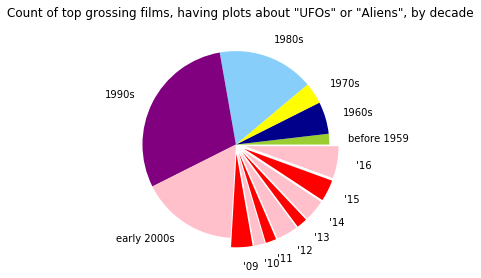 Count of top grossing films, having plots about "UFOs" or "Aliens", by decade
1980s
1970s
1990s
1960s
before 1959
'16
'15
'14
early 2000s
'13
'12
'11
'10
'09